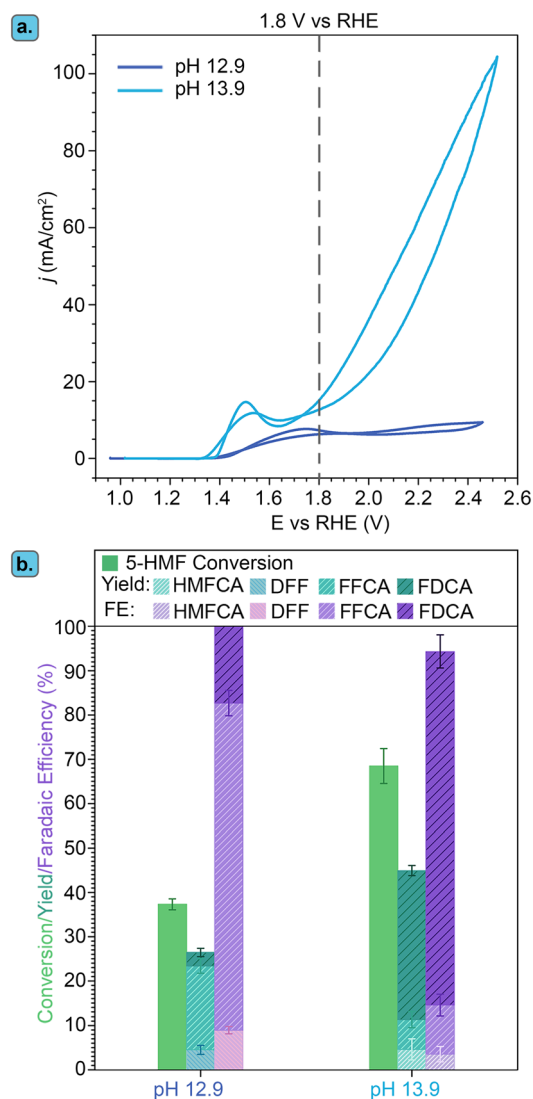 a.
1.8 V vs RHE
pH 12.9
pH 13.9
100
80
60
40
20
0
j (mA/cm²)
1.0 1.2 1.4 1.6 1.8 2.0 2.2 2.4 2.6
E vs RHE (V)
b.
5-HMF Conversion
Yield: HMFCA DFF FFCA FDCA
FE: HMFCA DFF FFCA FDCA
100
90
80
70
60
50
40
30
20
10
0
Conversion/Yield/Faradaic Efficiency (%)
pH 12.9 pH 13.9